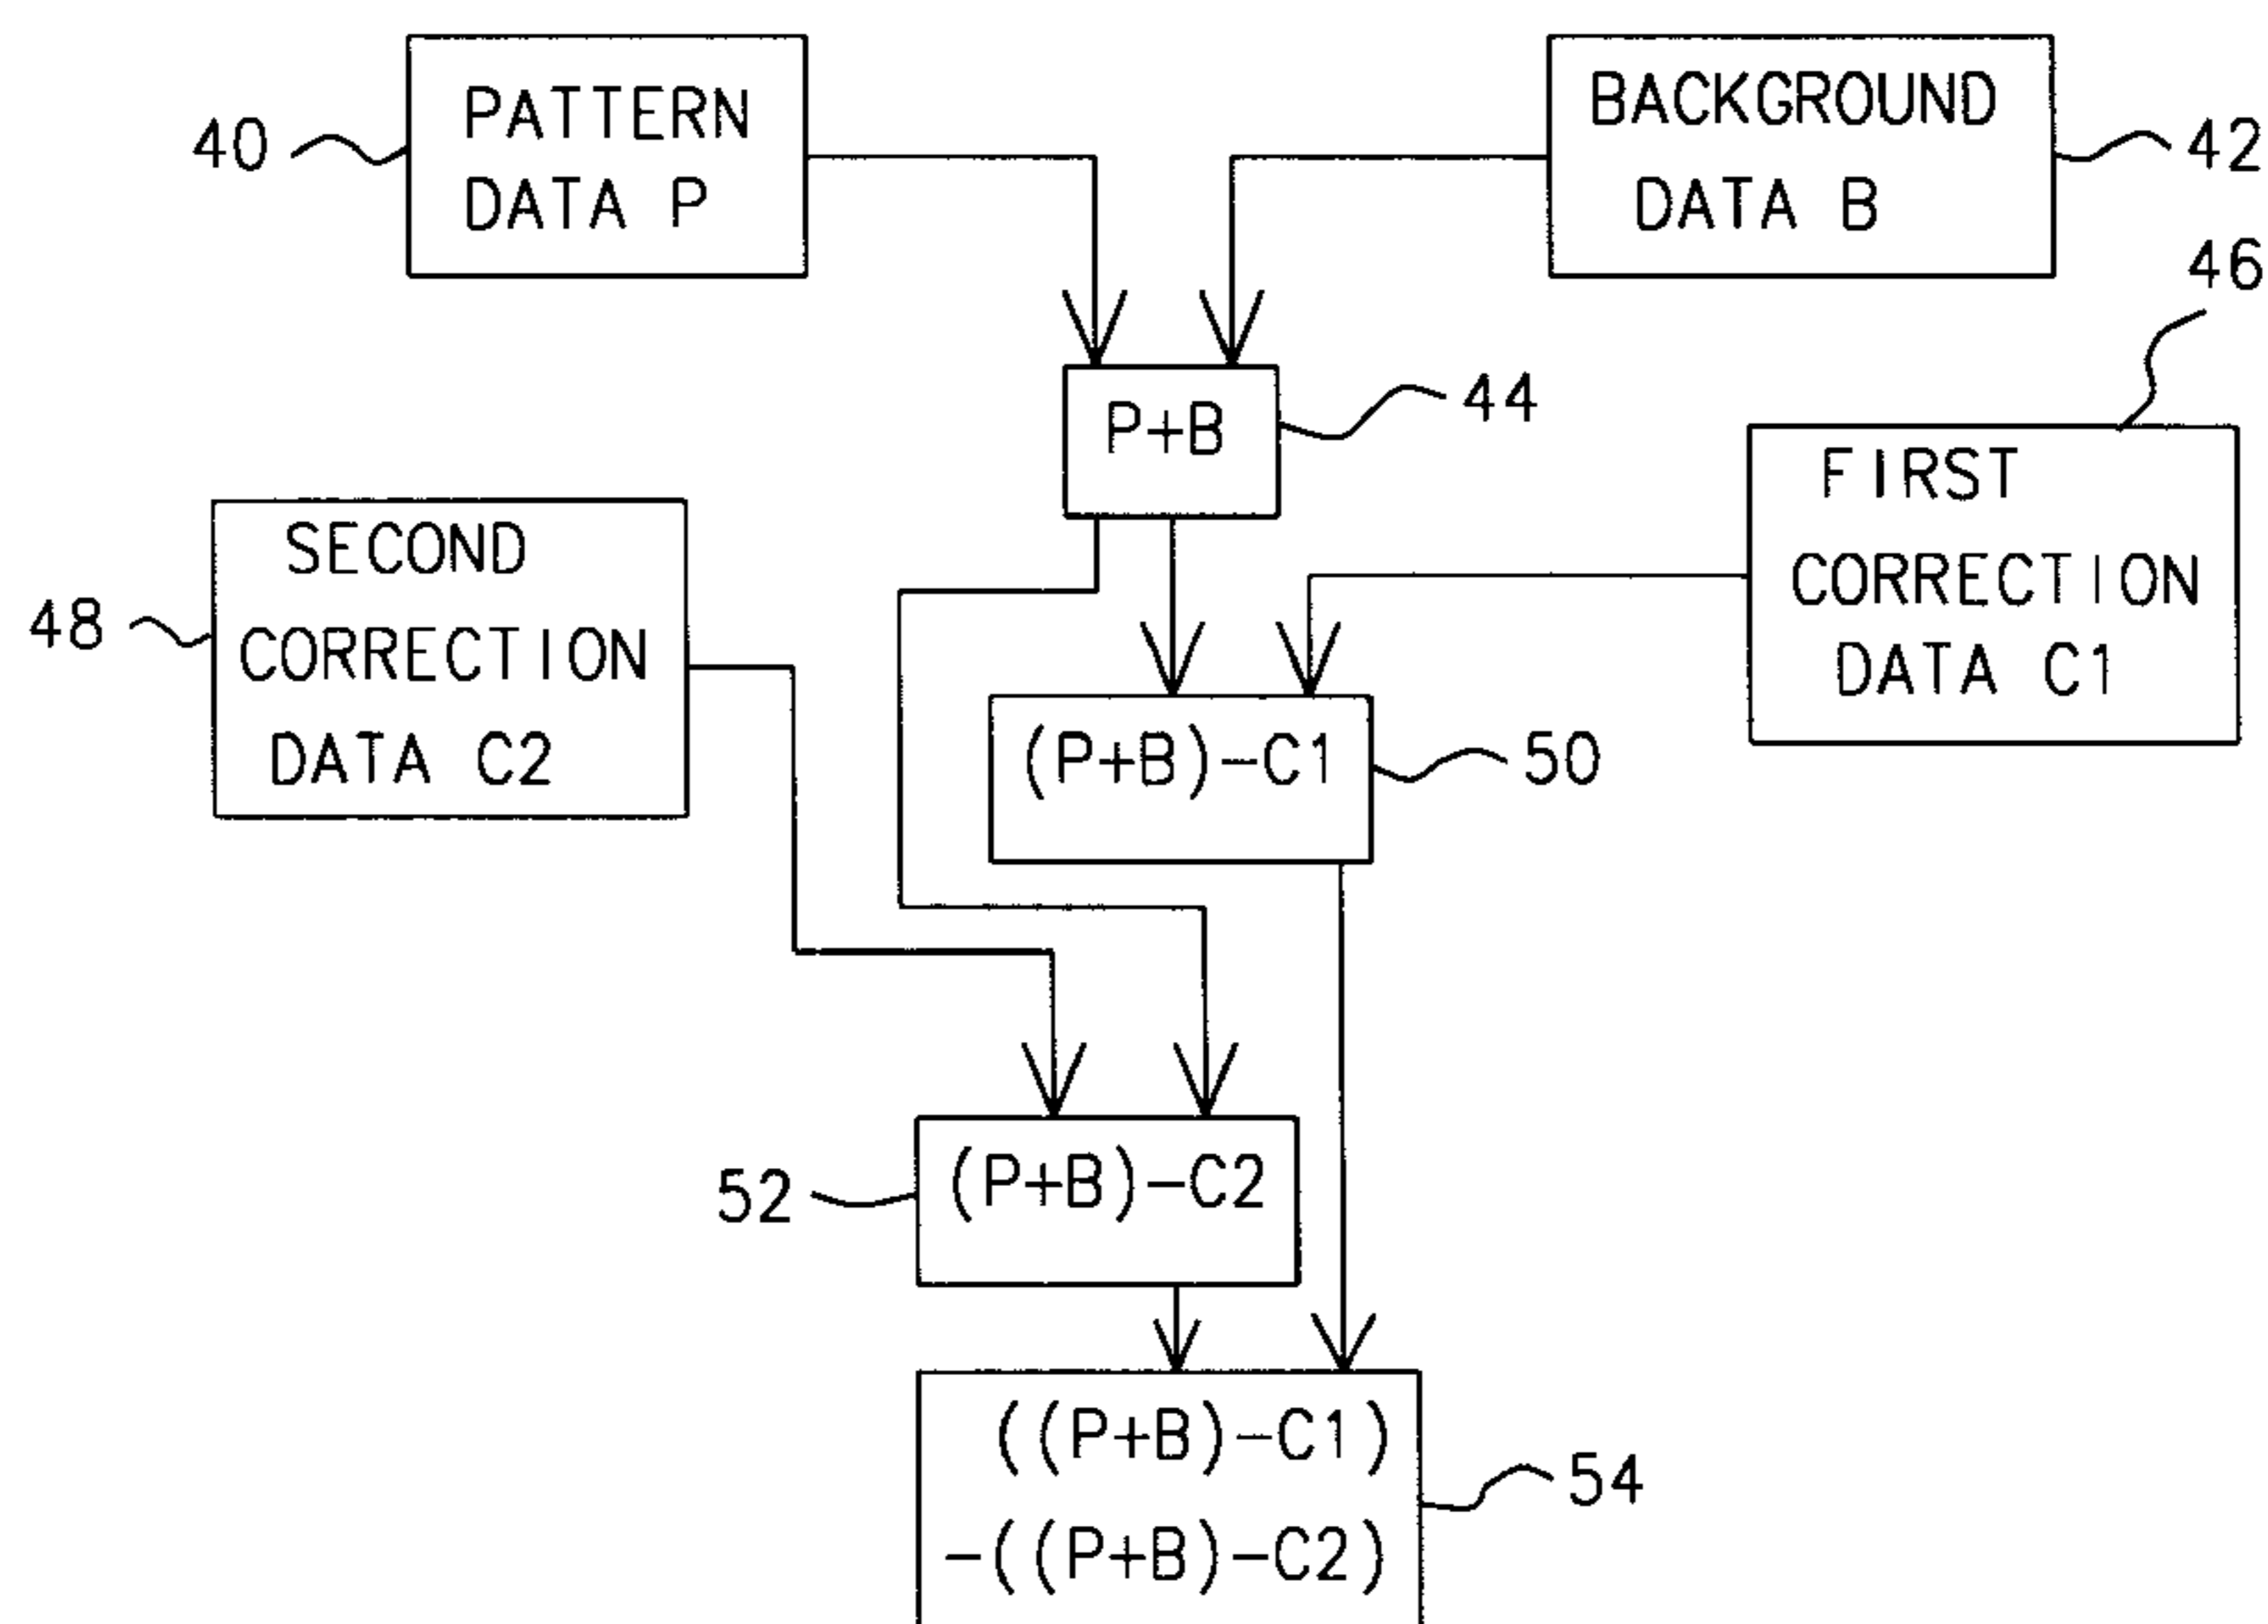 PATTERN
DATA P
40
BACKGROUND
DATA B
42
46
P+B
44
FIRST
CORRECTION
DATA C1
SECOND
CORRECTION
DATA C2
48
(P+B)-C1
50
(P+B)-C2
52
((P+B)-C1)
-((P+B)-C2)
54